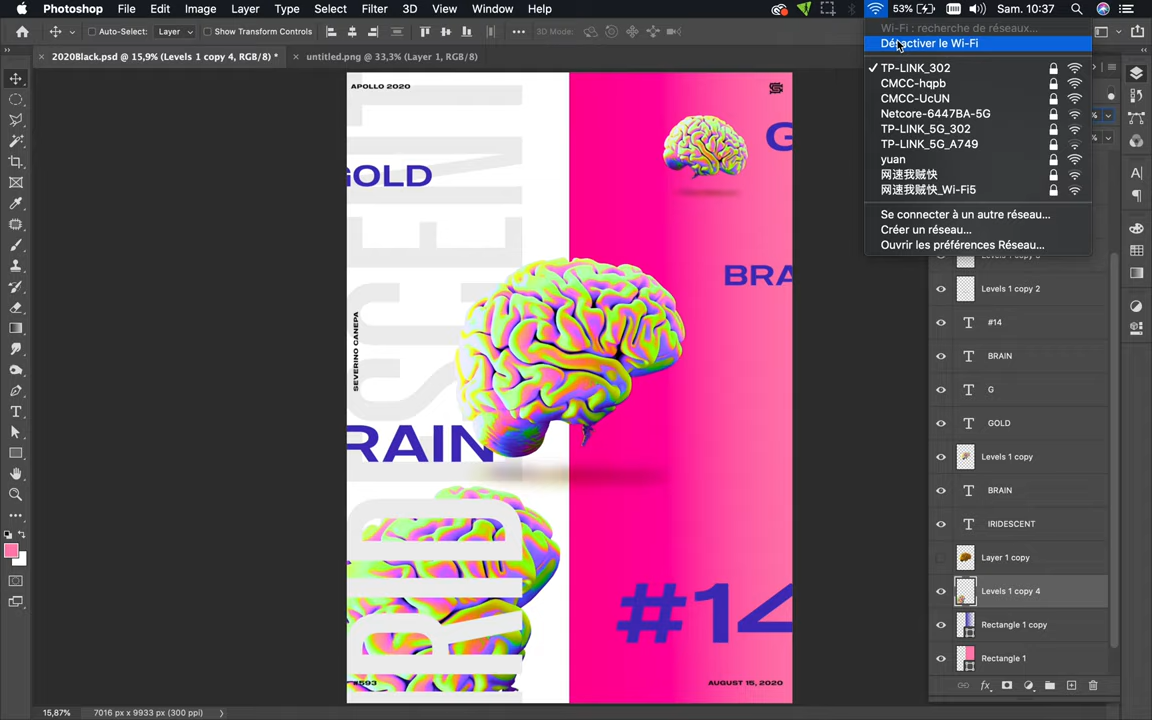 Photoshop File Edit Image Layer Type Select Filter 3D View Window Help 53% Sam. 10:37
Auto-Select: Layer Show Transform Controls 3D Mode:
Wi-Fi : recherche de réseaux...
Désactiver le Wi-Fi
TP-LINK_302
CMCC-hqpb
CMCC-UcUN
Netcore-6447BA-5G
TP-LINK_5G_302
TP-LINK_5G_A749
yuan
网速我贼快
网速我贼快_Wi-Fi5
Se connecter à un autre réseau...
Créer un réseau...
Ouvrir les préférences Réseau...
2020Black.psd @ 15,9% (Levels 1 copy 4, RGB/8) *
untitled.png @ 33,3% (Layer 1, RGB/8)
APOLLO 2020
GOLD
G
BRA
SEVERINO CANEPA
RAIN
RIDESCENT
#14
#593
AUGUST 15, 2020
Levels 1 copy 2
#14
BRAIN
G
GOLD
Levels 1 copy
BRAIN
IRIDESCENT
Layer 1 copy
Levels 1 copy 4
Rectangle 1 copy
Rectangle 1
15,87% 7016 px x 9933 px (300 ppi)